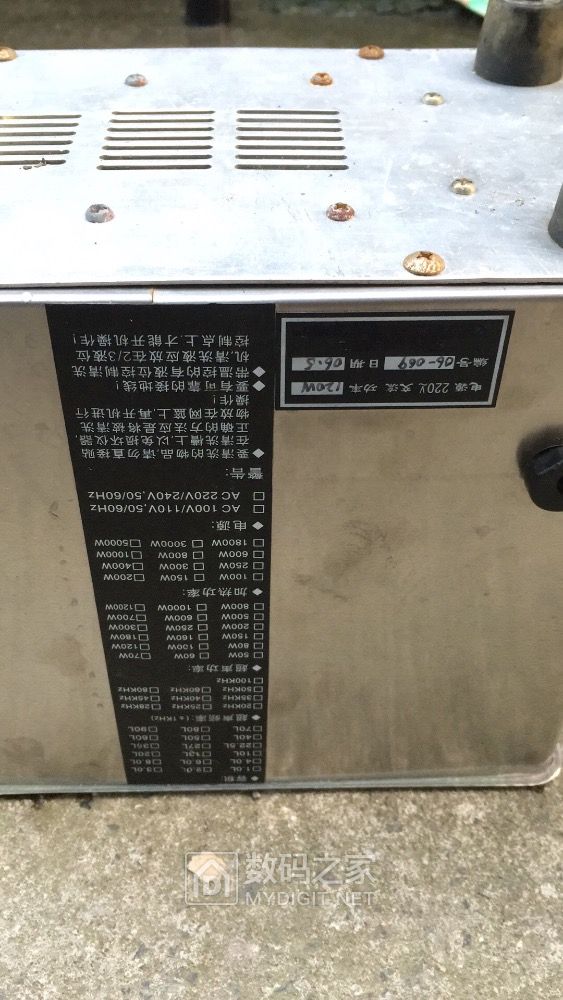 ◆容积:
□1.0L □2.0L □3.0L
□4.0L □6.0L □8.0L
□10L □13L □20L
□22.5L □27L □36L
□40L □50L □60L
□70L □80L □90L
◆超声频率:(±1KHz)
□20KHz □25KHz □28KHz
□35KHz □40KHz □45KHz
□50KHz □60KHz □80KHz
□100KHz
◆超声功率:
□50W □60W □70W
□80W □100W □120W
□150W □160W □180W
□200W □250W □300W
□500W □600W □700W
□800W □1000W □1200W
◆加热功率:
□100W □150W □200W
□250W □300W □400W
□600W □800W □1000W
□1800W □3000W □5000W
◆电源:
□AC 100V/110V,50/60Hz
□AC 220V/240V,50/60Hz
警告:
◆要清洗的物品,请勿直接贴
在清洗槽上,以免损坏仪器,
正确的方法应是将被清洗
物放在网篮上,再开机进行
操作!
◆要有可靠的接地线!
◆带温控的有液位控制清洗
机清洗液应放在2/3液位
控制点上,才能开机操作!
电源 220V 交流 功率 120W
编号 06-069 日期 06.5
数码之家
MYDIGIT.NET